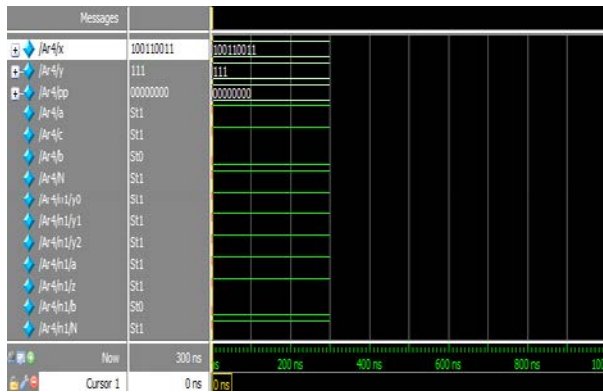 Messages
/Ar4/x 100110011 100110011
/Ar4/y 111 111
/Ar4/pp 00000000 00000000
/Ar4/a St1
/Ar4/c St1
/Ar4/b St0
/Ar4/N St1
/Ar4/n1/y0 St1
/Ar4/n1/y1 St1
/Ar4/n1/y2 St1
/Ar4/n1/a St1
/Ar4/n1/z St1
/Ar4/n1/b St0
/Ar4/n1/N St1
Now 300 ns 200 ns 400 ns 600 ns 800 ns
Cursor 1 0 ns 0 ns